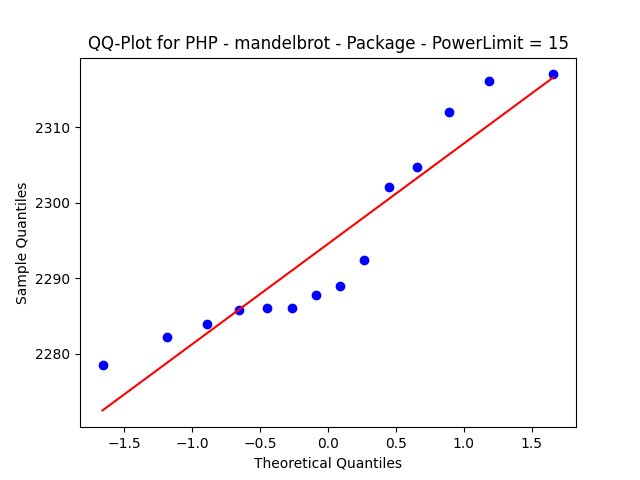 QQ-Plot for PHP - mandelbrot - Package - PowerLimit = 15
Sample Quantiles
2310
2300
2290
2280
−1.5 −1.0 −0.5 0.0 0.5 1.0 1.5
Theoretical Quantiles